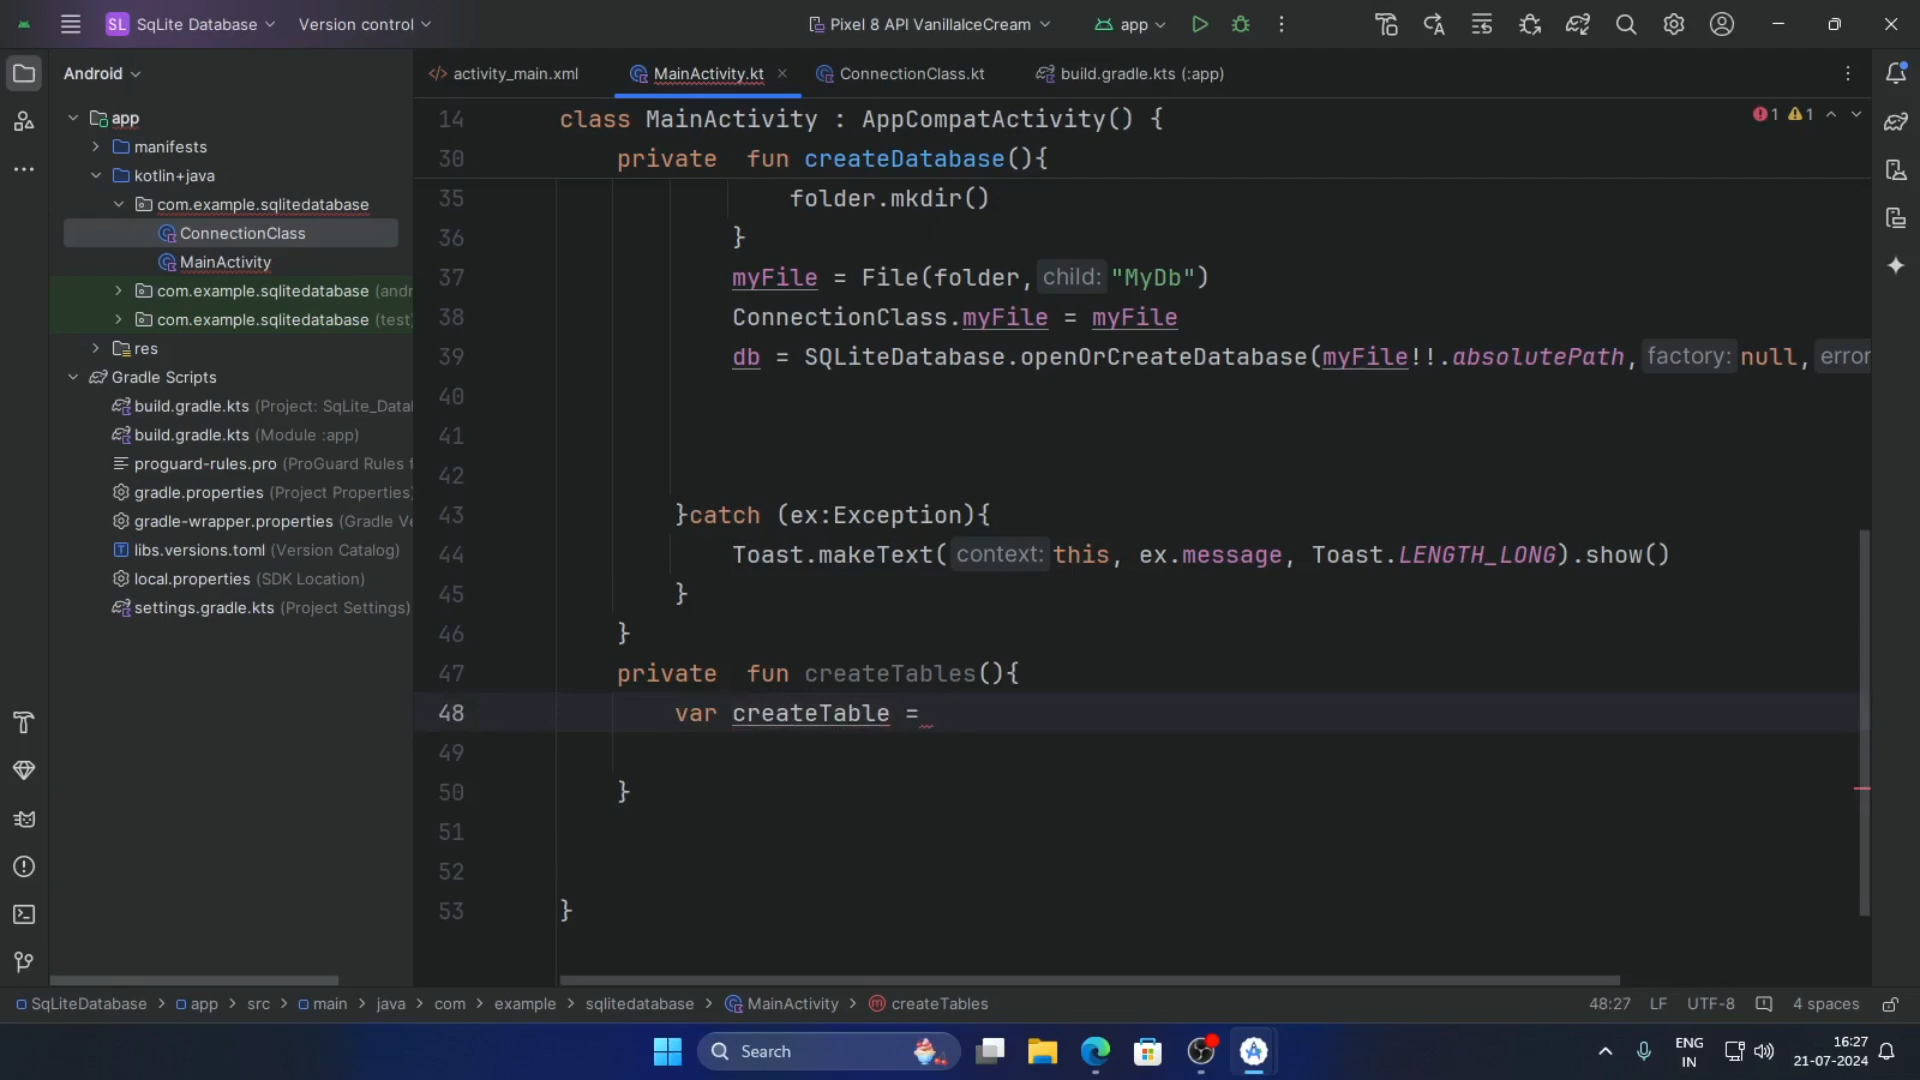 SL SqLite Database Version control Pixel 8 API VanillaIceCream app
Android
activity_main.xml MainActivity.kt ConnectionClass.kt build.gradle.kts (:app)
app
manifests
kotlin+java
com.example.sqlitedatabase
ConnectionClass
MainActivity
com.example.sqlitedatabase (andr
com.example.sqlitedatabase (test)
res
Gradle Scripts
build.gradle.kts (Project: SqLite_Data
build.gradle.kts (Module :app)
proguard-rules.pro (ProGuard Rules f
gradle.properties (Project Properties)
gradle-wrapper.properties (Gradle Ve
libs.versions.toml (Version Catalog)
local.properties (SDK Location)
settings.gradle.kts (Project Settings)
1 1
14 class MainActivity : AppCompatActivity() {
30 private fun createDatabase(){
35 folder.mkdir()
36 }
37 myFile = File(folder, child: "MyDb")
38 ConnectionClass.myFile = myFile
39 db = SQLiteDatabase.openOrCreateDatabase(myFile!!.absolutePath, factory: null, error
40
41
42
43 }catch (ex:Exception){
44 Toast.makeText( context: this, ex.message, Toast.LENGTH_LONG).show()
45 }
46 }
47 private fun createTables(){
48 var createTable =
49
50 }
51
52
53 }
SqLiteDatabase > app > src > main > java > com > example > sqlitedatabase > MainActivity > createTables 48:27 LF UTF-8 4 spaces
Search
ENG
IN
16:27
21-07-2024